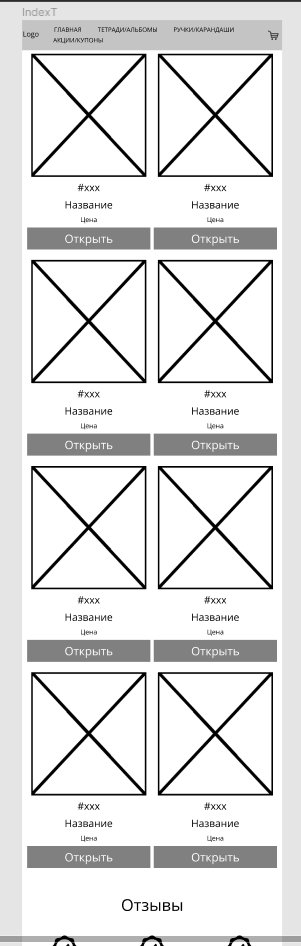 IndexT
Logo ГЛАВНАЯ ТЕТРАДИ/АЛЬБОМЫ РУЧКИ/КАРАНДАШИ
АКЦИИ/КУПОНЫ
#xxx #xxx
Название Название
Цена Цена
Открыть Открыть
#xxx #xxx
Название Название
Цена Цена
Открыть Открыть
#xxx #xxx
Название Название
Цена Цена
Открыть Открыть
#xxx #xxx
Название Название
Цена Цена
Открыть Открыть
Отзывы